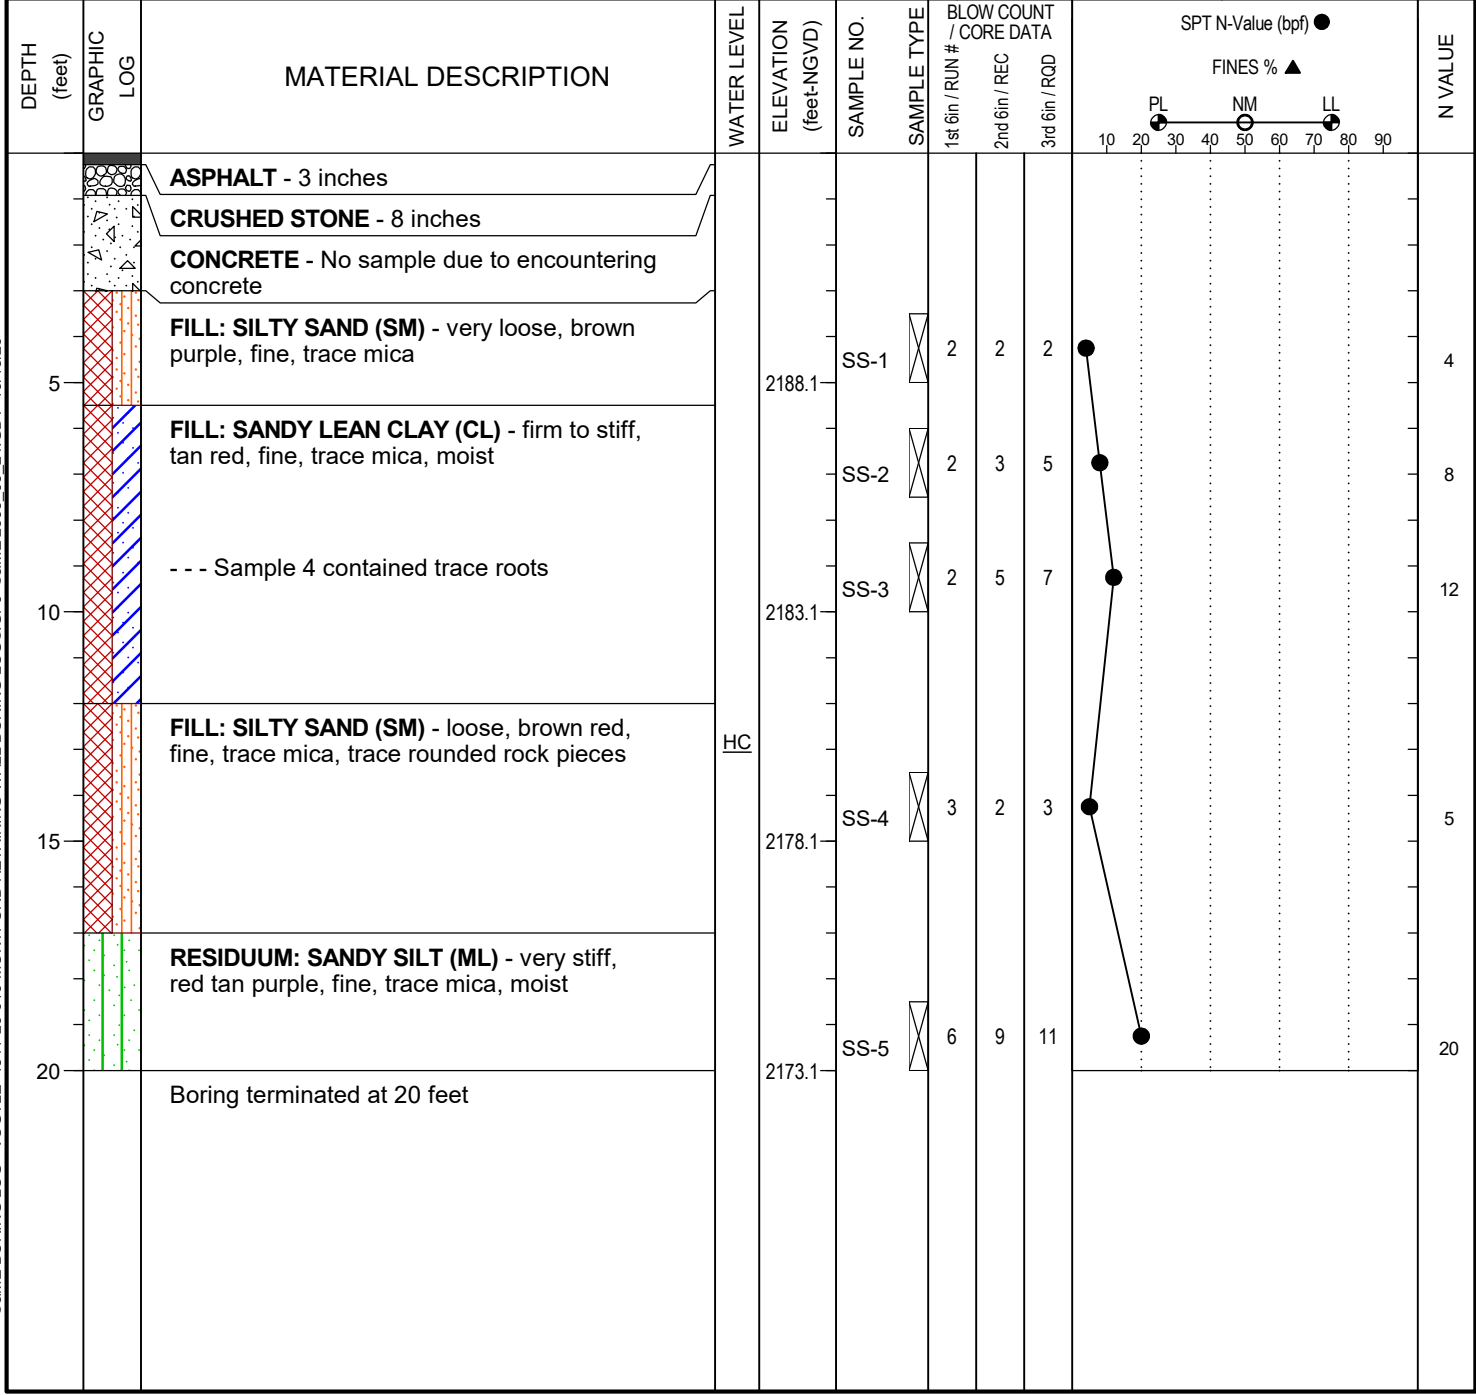 DEPTH
(feet)
GRAPHIC
LOG
MATERIAL DESCRIPTION
WATER LEVEL
ELEVATION
(feet-NGVD)
SAMPLE NO.
SAMPLE TYPE
BLOW COUNT
/ CORE DATA
1st 6in / RUN #
2nd 6in / REC
3rd 6in / RQD
SPT N-Value (bpf)
FINES %
PL NM LL
10 20 30 40 50 60 70 80 90
N VALUE
ASPHALT - 3 inches
CRUSHED STONE - 8 inches
CONCRETE - No sample due to encountering
concrete
FILL: SILTY SAND (SM) - very loose, brown
purple, fine, trace mica
SS-1 2 2 2 4
5 2188.1
FILL: SANDY LEAN CLAY (CL) - firm to stiff,
tan red, fine, trace mica, moist
SS-2 2 3 5 8
- - - Sample 4 contained trace roots
SS-3 2 5 7 12
10 2183.1
FILL: SILTY SAND (SM) - loose, brown red,
fine, trace mica, trace rounded rock pieces
HC
SS-4 3 2 3 5
15 2178.1
RESIDUUM: SANDY SILT (ML) - very stiff,
red tan purple, fine, trace mica, moist
SS-5 6 9 11 20
20 2173.1
Boring terminated at 20 feet